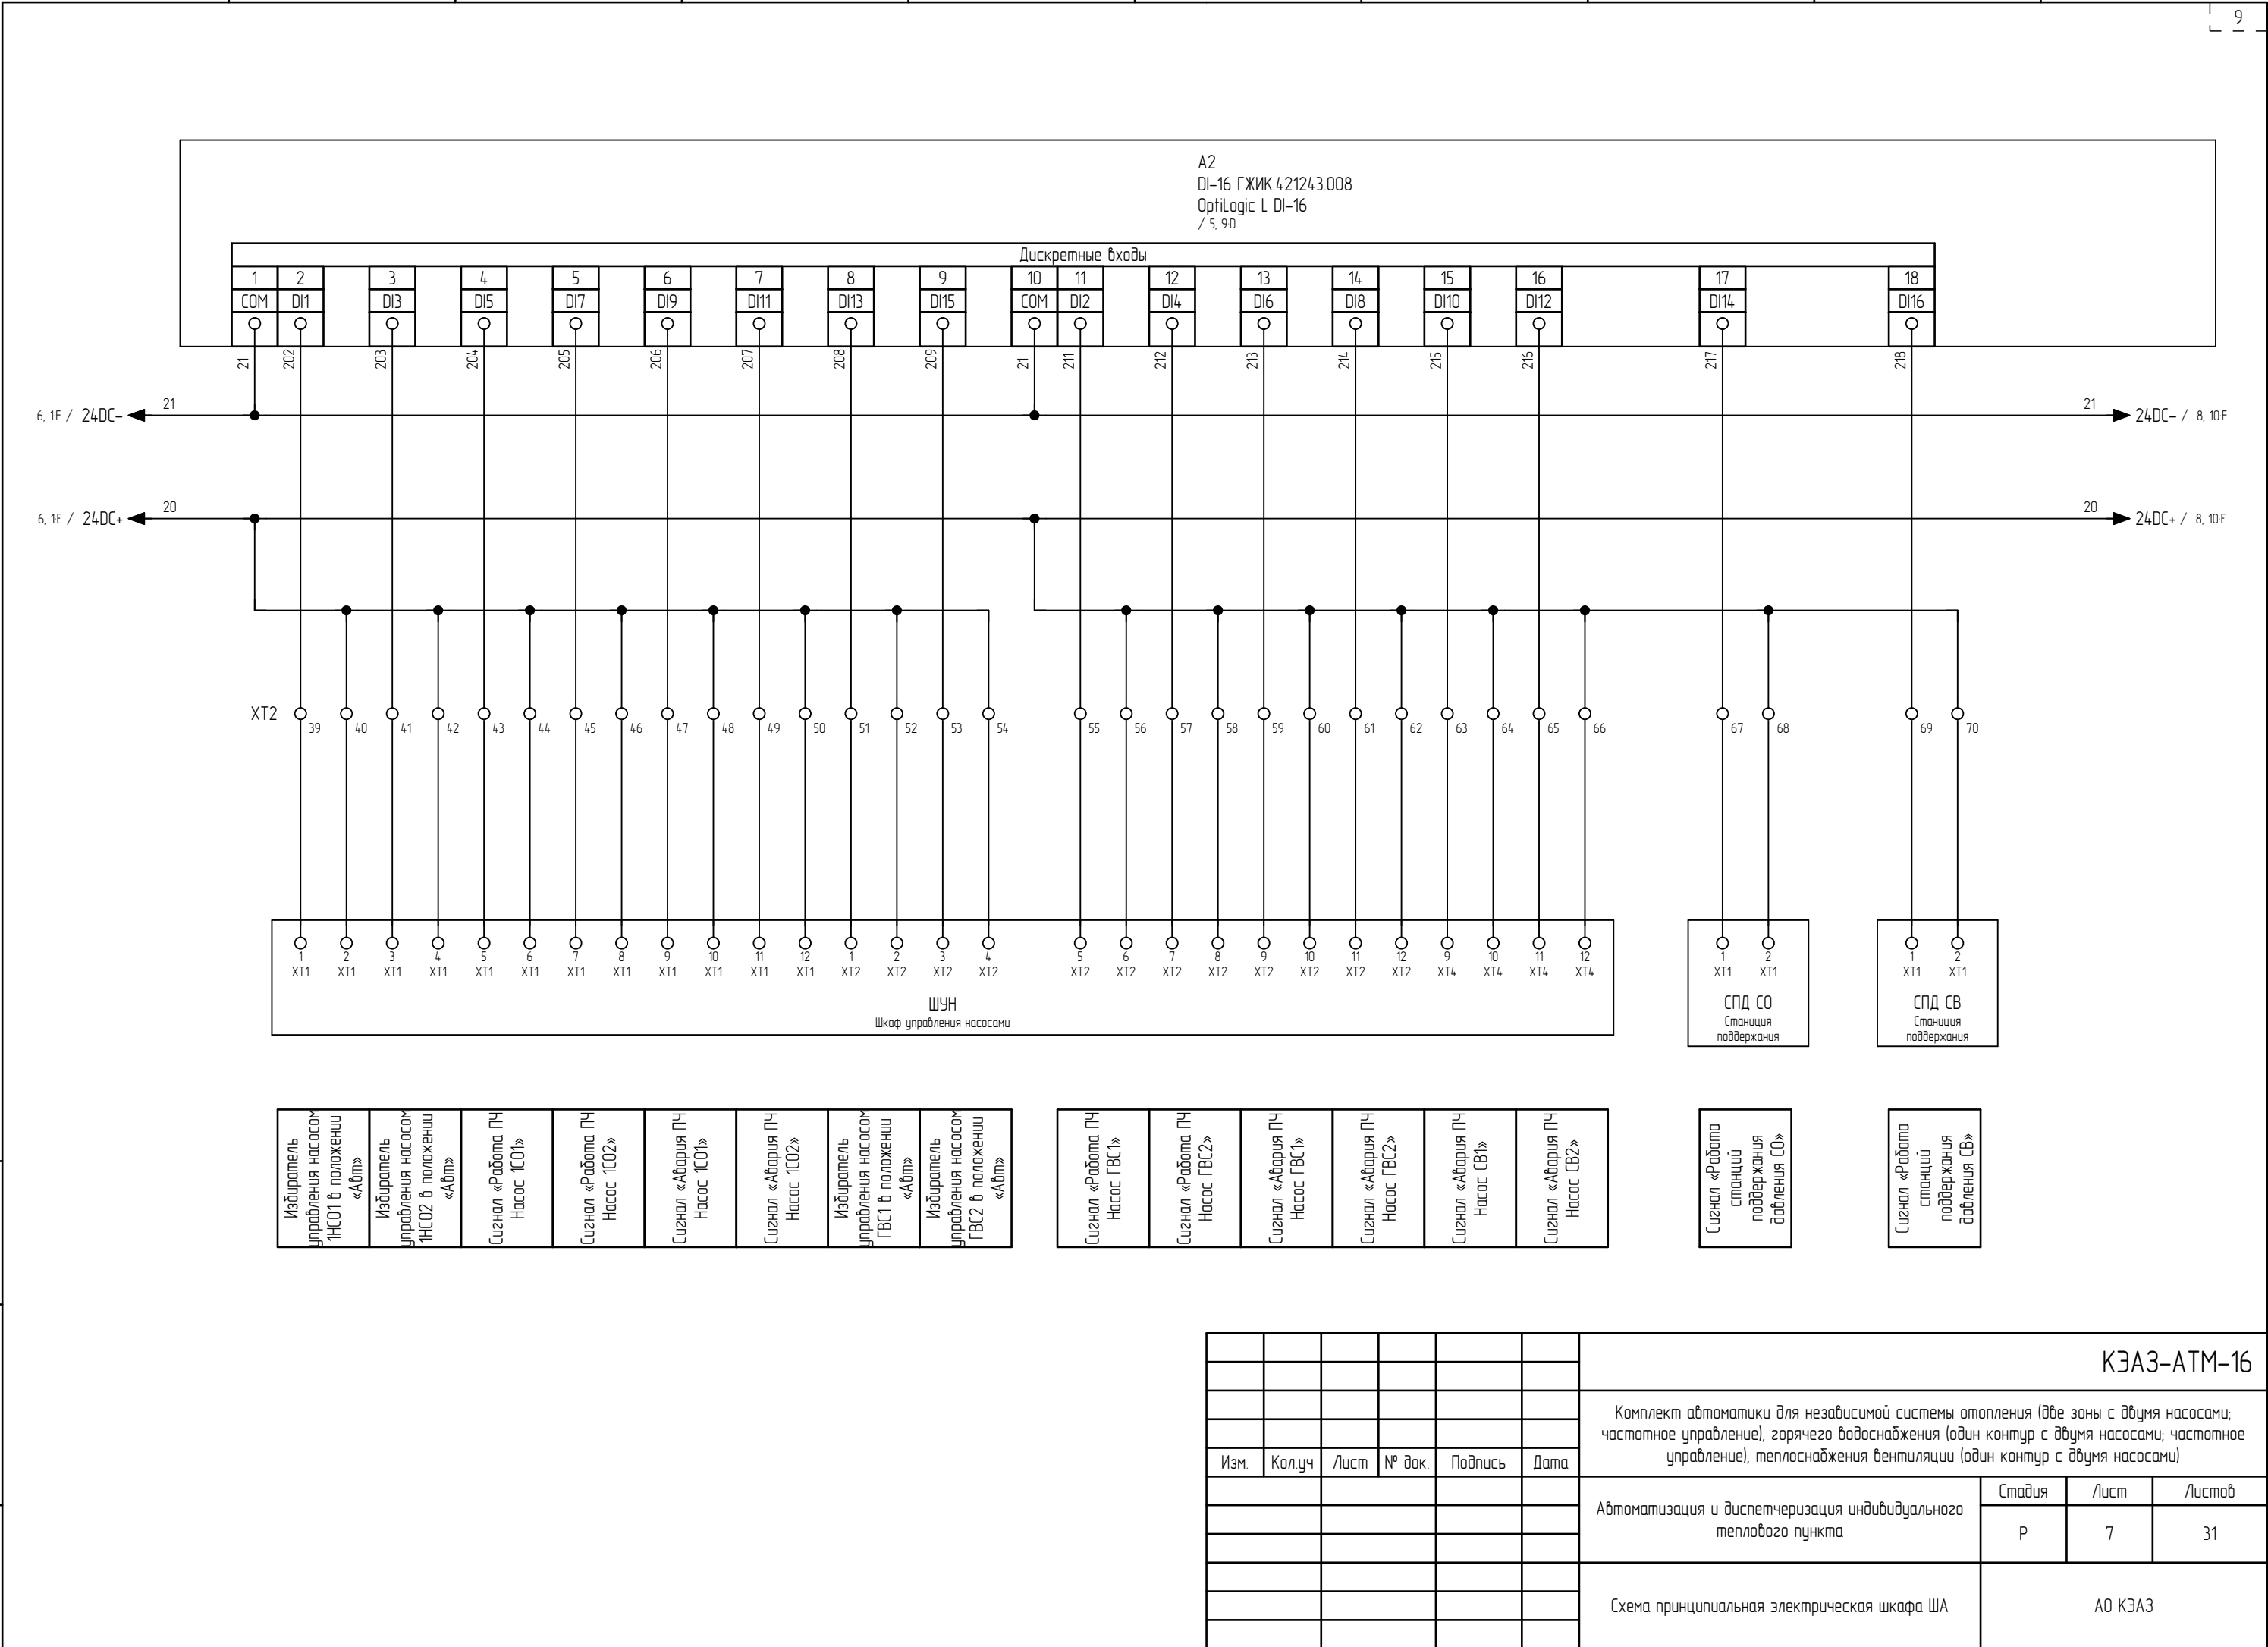 9
A2
DI-16 ГЖИК.421243.008
OptiLogic L DI-16
/ 5, 9:D
Дискретные входы
1 2 3 4 5 6 7 8 9 10 11 12 13 14 15 16 17 18
COM DI1 DI3 DI5 DI7 DI9 DI11 DI13 DI15 COM DI2 DI4 DI6 DI8 DI10 DI12 DI14 DI16
21 202 203 204 205 206 207 208 209 21 211 212 213 214 215 216 217 218
6, 1:F / 24DC- 21 21 24DC- / 8, 10:F
6, 1:E / 24DC+ 20 20 24DC+ / 8, 10:E
XT2 39 40 41 42 43 44 45 46 47 48 49 50 51 52 53 54 55 56 57 58 59 60 61 62 63 64 65 66 67 68 69 70
1 2 3 4 5 6 7 8 9 10 11 12 1 2 3 4 5 6 7 8 9 10 11 12 9 10 11 12 1 2 1 2
XT1 XT1 XT1 XT1 XT1 XT1 XT1 XT1 XT1 XT1 XT1 XT1 XT2 XT2 XT2 XT2 XT2 XT2 XT2 XT2 XT2 XT2 XT2 XT2 XT4 XT4 XT4 XT4 XT1 XT1 XT1 XT1
ШУН
Шкаф управления насосами
СПД СО
Станиция
поддержания
СПД СВ
Станиция
поддержания
Избиратель
управления насосом
1НСО1 в положении
«Авт»
Избиратель
управления насосом
1НСО2 в положении
«Авт»
Сигнал «Работа ПЧ
Насос 1СО1»
Сигнал «Работа ПЧ
Насос 1СО2»
Сигнал «Авария ПЧ
Насос 1СО1»
Сигнал «Авария ПЧ
Насос 1СО2»
Избиратель
управления насосом
ГВС1 в положении
«Авт»
Избиратель
управления насосом
ГВС2 в положении
«Авт»
Сигнал «Работа ПЧ
Насос ГВС1»
Сигнал «Работа ПЧ
Насос ГВС2»
Сигнал «Авария ПЧ
Насос ГВС1»
Сигнал «Авария ПЧ
Насос ГВС2»
Сигнал «Авария ПЧ
Насос СВ1»
Сигнал «Авария ПЧ
Насос СВ2»
Сигнал «Работа
станций
поддержания
давления СО»
Сигнал «Работа
станций
поддержания
давления СВ»
КЭАЗ-АТМ-16
Комплект автоматики для независимой системы отопления (две зоны с двумя насосами;
частотное управление), горячего водоснабжения (один контур с двумя насосами; частотное
управление), теплоснабжения вентиляции (один контур с двумя насосами)
Изм. Кол.уч Лист № док. Подпись Дата
Автоматизация и диспетчеризация индивидуального
теплового пункта
Стадия Лист Листов
Р 7 31
Схема принципиальная электрическая шкафа ША
АО КЭАЗ